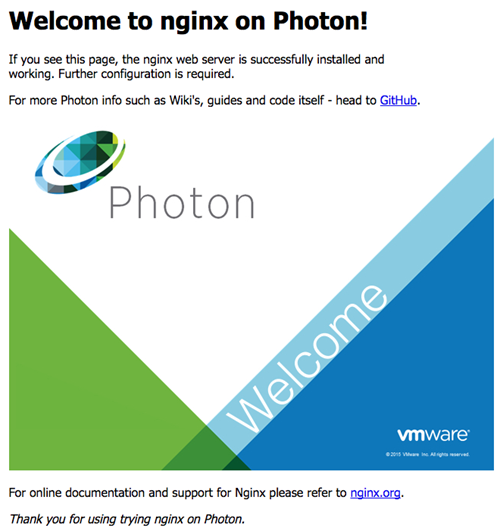 Welcome to nginx on Photon!
If you see this page, the nginx web server is successfully installed and
working. Further configuration is required.
For more Photon info such as Wiki's, guides and code itself - head to GitHub.
Photon
Welcome
vmware®
©2015 VMware Inc. All rights reserved.
For online documentation and support for Nginx please refer to nginx.org.
Thank you for using trying nginx on Photon.